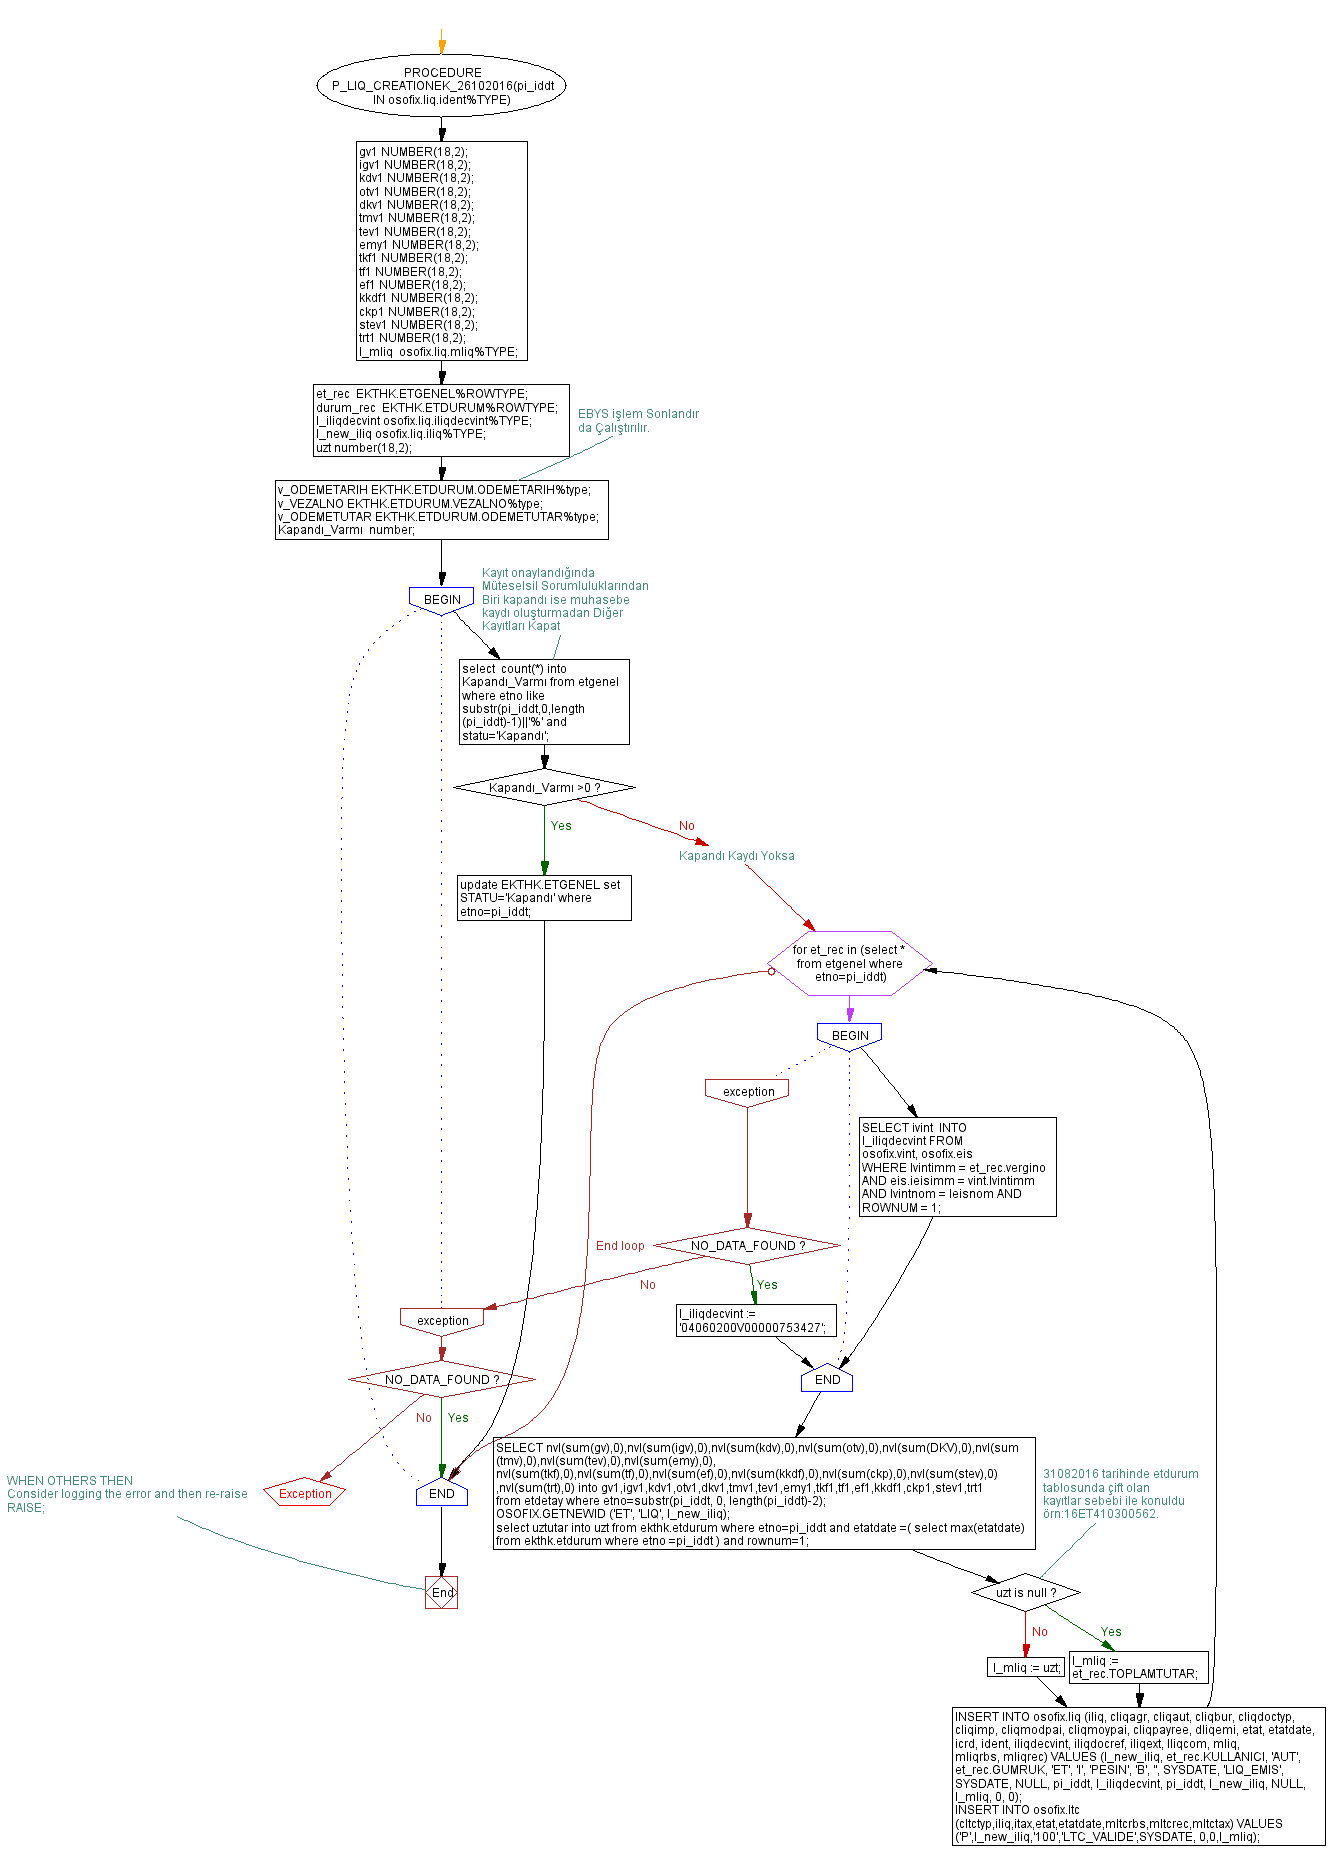 PROCEDURE
P_LIQ_CREATIONEK_26102016(pi_iddt
IN osofix.liq.ident%TYPE)
gv1 NUMBER(18,2);
igv1 NUMBER(18,2);
kdv1 NUMBER(18,2);
otv1 NUMBER(18,2);
dkv1 NUMBER(18,2);
tmv1 NUMBER(18,2);
tev1 NUMBER(18,2);
emy1 NUMBER(18,2);
tkf1 NUMBER(18,2);
tf1 NUMBER(18,2);
ef1 NUMBER(18,2);
kkdf1 NUMBER(18,2);
ckp1 NUMBER(18,2);
stev1 NUMBER(18,2);
trt1 NUMBER(18,2);
l_mliq  osofix.liq.mliq%TYPE;
et_rec  EKTHK.ETGENEL%ROWTYPE;
durum_rec  EKTHK.ETDURUM%ROWTYPE;
l_iliqdecvint osofix.liq.iliqdecvint%TYPE;
l_new_iliq osofix.liq.iliq%TYPE;
uzt number(18,2);
EBYS işlem Sonlandır
da Çalıştırılır.
v_ODEMETARIH EKTHK.ETDURUM.ODEMETARIH%type;
v_VEZALNO EKTHK.ETDURUM.VEZALNO%type;
v_ODEMETUTAR EKTHK.ETDURUM.ODEMETUTAR%type;
Kapandı_Varmı  number;
BEGIN
Kayıt onaylandığında
Müteselsil Sorumluluklarından
Biri kapandı ise muhasebe
kaydı oluşturmadan Diğer
Kayıtları Kapat
select  count(*) into
Kapandı_Varmı from etgenel
where etno like
substr(pi_iddt,0,length
(pi_iddt)-1)||'%' and
statu='Kapandı';
Kapandı_Varmı >0 ?
Yes
No
Kapandı Kaydı Yoksa
update EKTHK.ETGENEL set
STATU='Kapandı' where
etno=pi_iddt;
for et_rec in (select *
from etgenel where
etno=pi_iddt)
BEGIN
exception
SELECT ivint  INTO
l_iliqdecvint FROM
osofix.vint, osofix.eis
WHERE lvintimm = et_rec.vergino
AND eis.ieisimm = vint.lvintimm
AND lvintnom = leisnom AND
ROWNUM = 1;
End loop
NO_DATA_FOUND ?
No
Yes
l_iliqdecvint :=
'04060200V00000753427';
exception
NO_DATA_FOUND ?
END
No
Yes
SELECT nvl(sum(gv),0),nvl(sum(igv),0),nvl(sum(kdv),0),nvl(sum(otv),0),nvl(sum(DKV),0),nvl(sum
(tmv),0),nvl(sum(tev),0),nvl(sum(emy),0),
nvl(sum(tkf),0),nvl(sum(tf),0),nvl(sum(ef),0),nvl(sum(kkdf),0),nvl(sum(ckp),0),nvl(sum(stev),0)
,nvl(sum(trt),0) into gv1,igv1,kdv1,otv1,dkv1,tmv1,tev1,emy1,tkf1,tf1,ef1,kkdf1,ckp1,stev1,trt1
from etdetay where etno=substr(pi_iddt, 0, length(pi_iddt)-2);
OSOFIX.GETNEWID ('ET', 'LIQ', l_new_iliq);
select uztutar into uzt from ekthk.etdurum where etno=pi_iddt and etatdate =( select max(etatdate)
from ekthk.etdurum where etno =pi_iddt ) and rownum=1;
31082016 tarihinde etdurum
tablosunda çift olan
kayıtlar sebebi ile konuldu
örn:16ET410300562.
WHEN OTHERS THEN
Consider logging the error and then re-raise
RAISE;
Exception
END
End
uzt is null ?
No
Yes
l_mliq := uzt;
l_mliq :=
et_rec.TOPLAMTUTAR;
INSERT INTO osofix.liq (iliq, cliqagr, cliqaut, cliqbur, cliqdoctyp,
cliqimp, cliqmodpai, cliqmoypai, cliqpayree, dliqemi, etat, etatdate,
icrd, ident, iliqdecvint, iliqdocref, iliqext, lliqcom, mliq,
mliqrbs, mliqrec) VALUES (l_new_iliq, et_rec.KULLANICI, 'AUT',
et_rec.GUMRUK, 'ET', 'I', 'PESIN', 'B', '', SYSDATE, 'LIQ_EMIS',
SYSDATE, NULL, pi_iddt, l_iliqdecvint, pi_iddt, l_new_iliq, NULL,
l_mliq, 0, 0);
INSERT INTO osofix.ltc
(cltctyp,iliq,itax,etat,etatdate,mltcrbs,mltcrec,mltctax) VALUES
('P',l_new_iliq,'100','LTC_VALIDE',SYSDATE, 0,0,l_mliq);